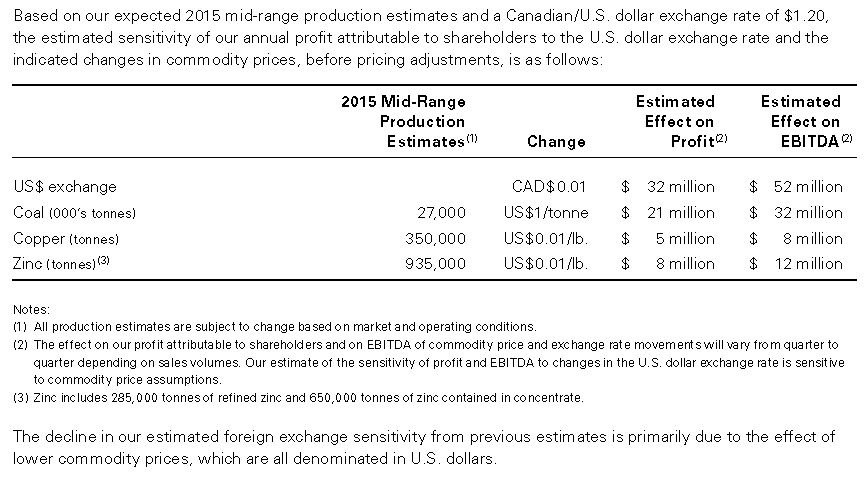 Based on our expected 2015 mid-range production estimates and a Canadian/U.S. dollar exchange rate of $1.20,
the estimated sensitivity of our annual profit attributable to shareholders to the U.S. dollar exchange rate and the
indicated changes in commodity prices, before pricing adjustments, is as follows:
2015 Mid-Range Production Estimates(1) Change Estimated Effect on Profit(2) Estimated Effect on EBITDA(2)
US$ exchange CAD$0.01 $ 32 million $ 52 million
Coal (000's tonnes) 27,000 US$1/tonne $ 21 million $ 32 million
Copper (tonnes) 350,000 US$0.01/lb. $ 5 million $ 8 million
Zinc (tonnes)(3) 935,000 US$0.01/lb. $ 8 million $ 12 million
Notes:
(1) All production estimates are subject to change based on market and operating conditions.
(2) The effect on our profit attributable to shareholders and on EBITDA of commodity price and exchange rate movements will vary from quarter to
quarter depending on sales volumes. Our estimate of the sensitivity of profit and EBITDA to changes in the U.S. dollar exchange rate is sensitive
to commodity price assumptions.
(3) Zinc includes 285,000 tonnes of refined zinc and 650,000 tonnes of zinc contained in concentrate.
The decline in our estimated foreign exchange sensitivity from previous estimates is primarily due to the effect of
lower commodity prices, which are all denominated in U.S. dollars.